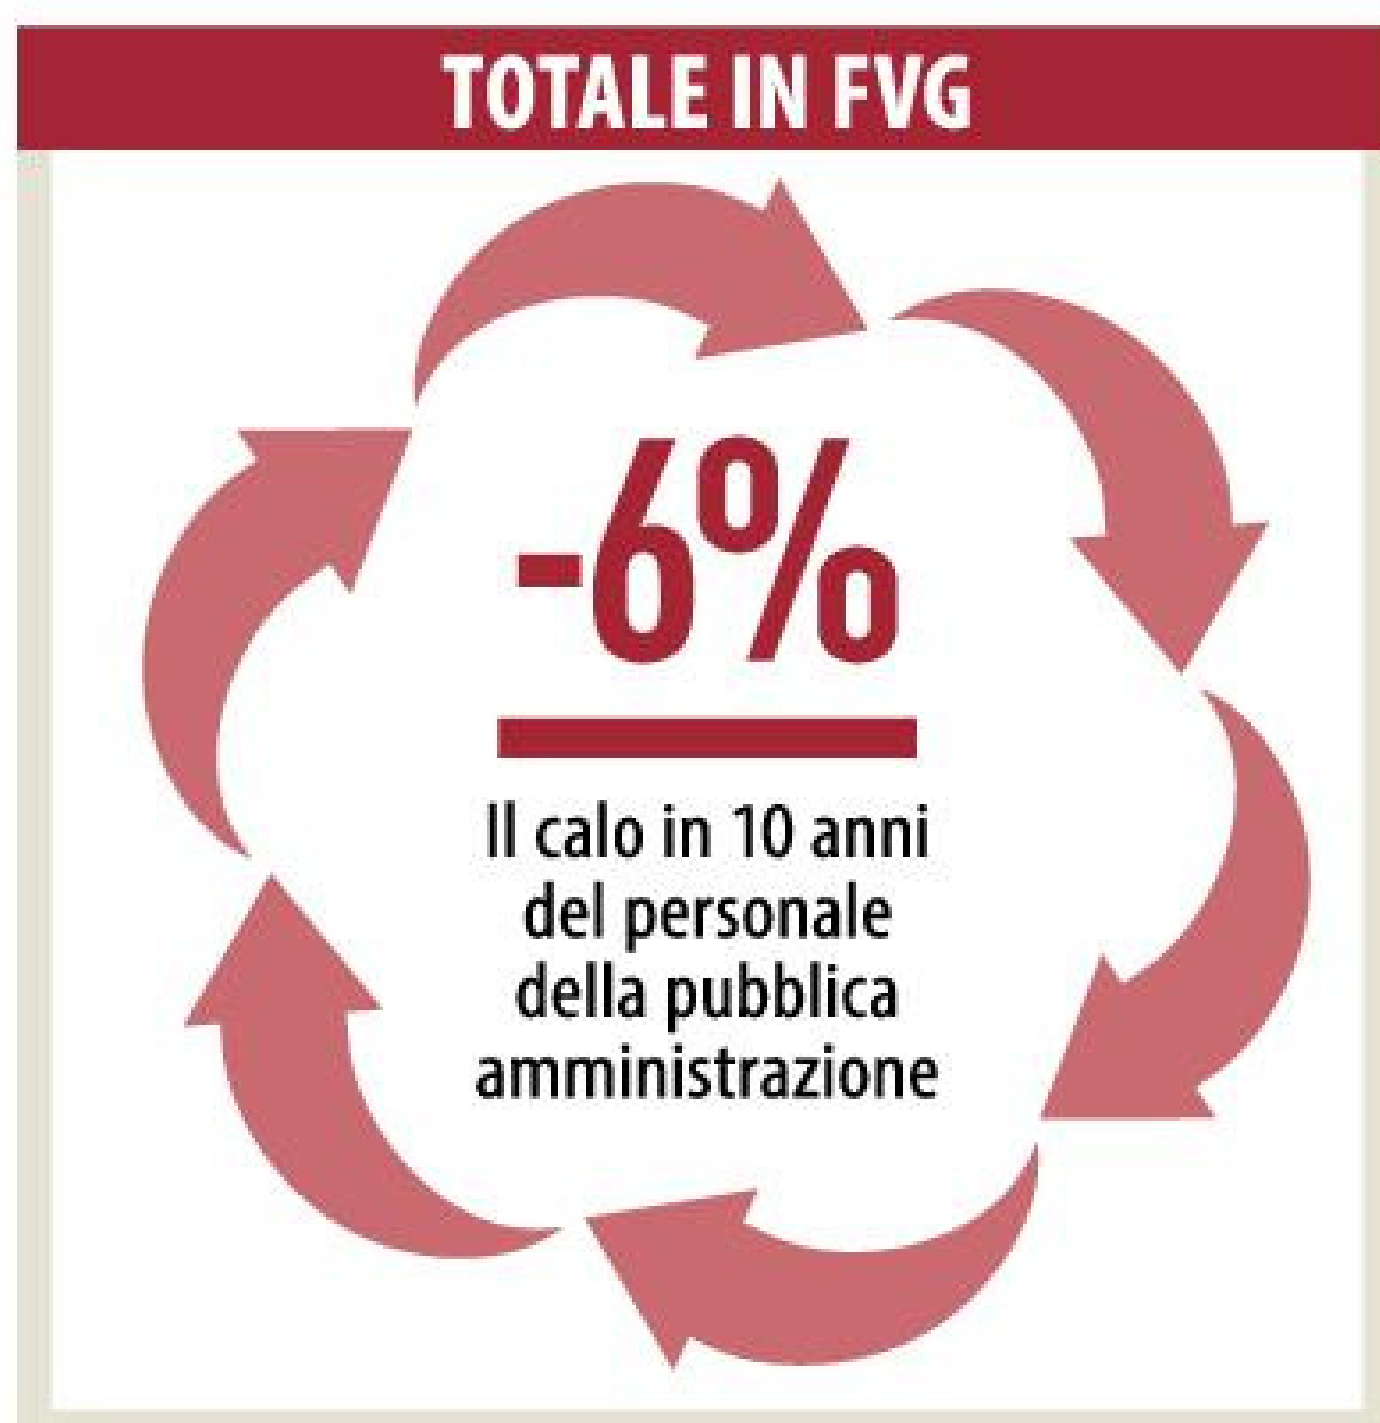 TOTALE IN FVG
-6%
Il calo in 10 anni
del personale
della pubblica
amministrazione